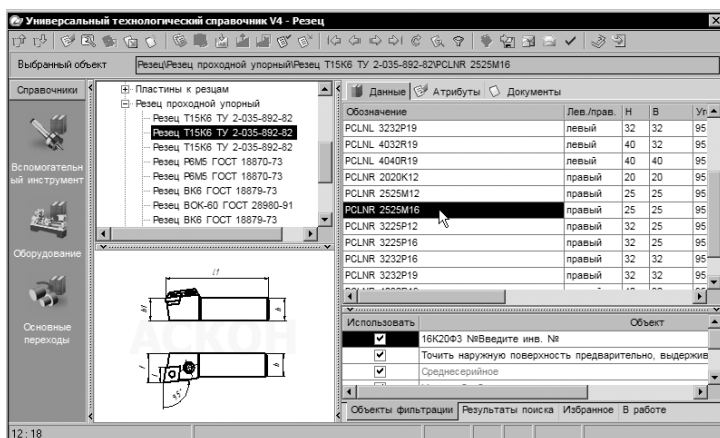 Универсальный технологический справочник V4 - Резец
Выбранный объект
Резец\Резец проходной упорный\Резец Т15К6 ТУ 2-035-892-82\PCLNR 2525M16
Справочники
Вспомогательн
ый инструмент
Оборудование
Основные
переходы
Пластины к резцам
Резец проходной упорный
Резец Т15К6 ТУ 2-035-892-82
Резец Т15К6 ТУ 2-035-892-82
Резец Т15К6 ТУ 2-035-892-82
Резец Р6М5 ГОСТ 18870-73
Резец Р6М5 ГОСТ 18870-73
Резец ВК6 ГОСТ 18879-73
Резец ВОК-60 ГОСТ 28980-91
Резец ВК6 ГОСТ 18879-73
l1
h1
h
f
b
95°
АСКОН
Данные Атрибуты Документы
Обозначение Лев./прав. H B
PCLNL 3232P19 левый 32 32 95
PCLNL 4032R19 левый 40 32 95
PCLNL 4040R19 левый 40 40 95
PCLNR 2020K12 правый 20 20 95
PCLNR 2525M12 правый 25 25 95
PCLNR 2525M16 правый 25 25 95
PCLNR 3225P12 правый 32 25 95
PCLNR 3225P16 правый 32 25 95
PCLNR 3232P16 правый 32 32 95
PCLNR 3232P19 правый 32 32 95
Использовать Объект
16К20Ф3 №Введите инв. №
Точить наружную поверхность предварительно, выдержив
Среднесерийное
Объекты фильтрации Результаты поиска Избранное В работе
12:18